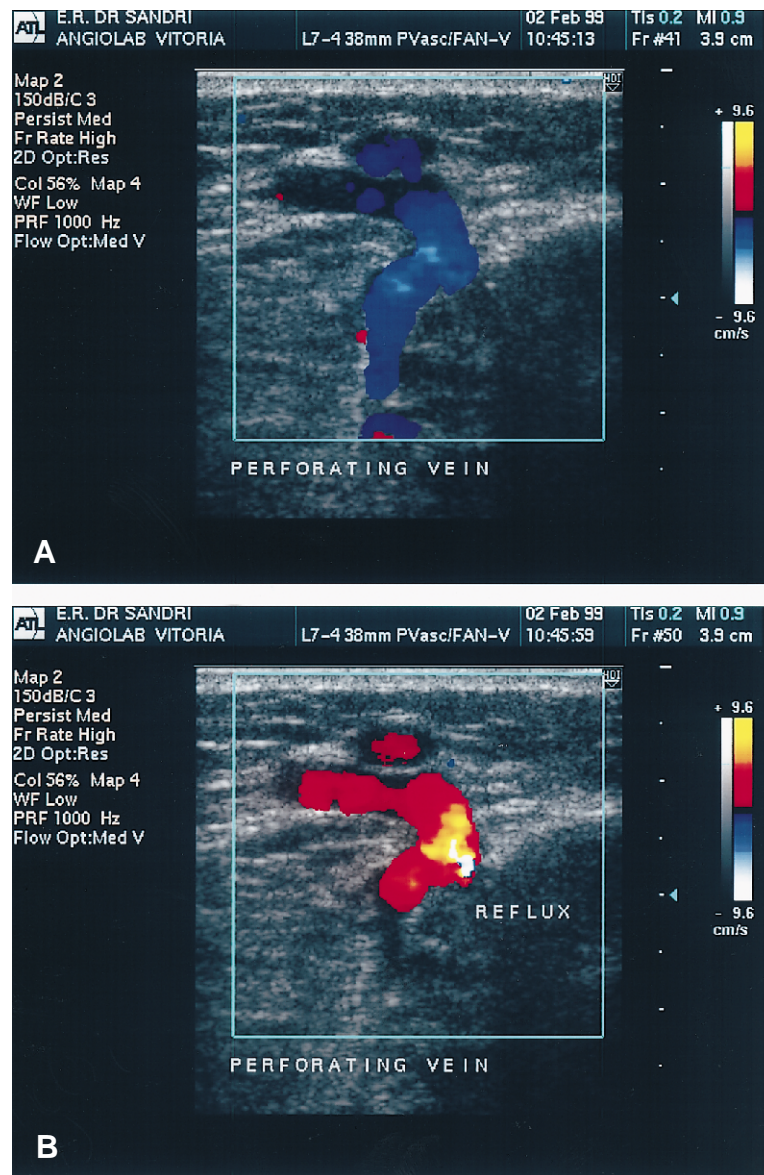 ATL E.R. DR SANDRI 02 Feb 99 TIs 0.2 MI 0.9
ANGIOLAB VITORIA L7-4 38mm PVasc/FAN-V 10:45:13 Fr #41 3.9 cm
HDI
Map 2
150dB/C 3
Persist Med
Fr Rate High
2D Opt:Res
Col 56% Map 4
WF Low
PRF 1000 Hz
Flow Opt:Med V
+ 9.6
- 9.6
cm/s
PERFORATING VEIN
A
ATL E.R. DR SANDRI 02 Feb 99 TIs 0.2 MI 0.9
ANGIOLAB VITORIA L7-4 38mm PVasc/FAN-V 10:45:59 Fr #50 3.9 cm
HDI
Map 2
150dB/C 3
Persist Med
Fr Rate High
2D Opt:Res
Col 56% Map 4
WF Low
PRF 1000 Hz
Flow Opt:Med V
+ 9.6
- 9.6
cm/s
REFLUX
PERFORATING VEIN
B